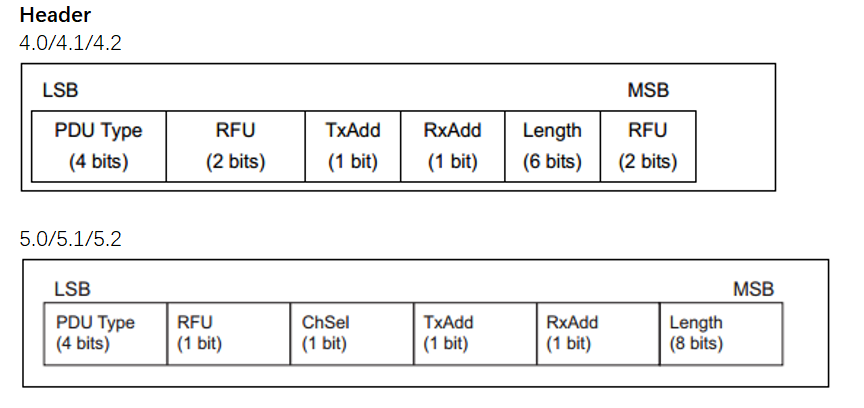 Header
4.0/4.1/4.2
LSB MSB
PDU Type RFU TxAdd RxAdd Length RFU
(4 bits) (2 bits) (1 bit) (1 bit) (6 bits) (2 bits)
5.0/5.1/5.2
LSB MSB
PDU Type RFU ChSel TxAdd RxAdd Length
(4 bits) (1 bit) (1 bit) (1 bit) (1 bit) (8 bits)